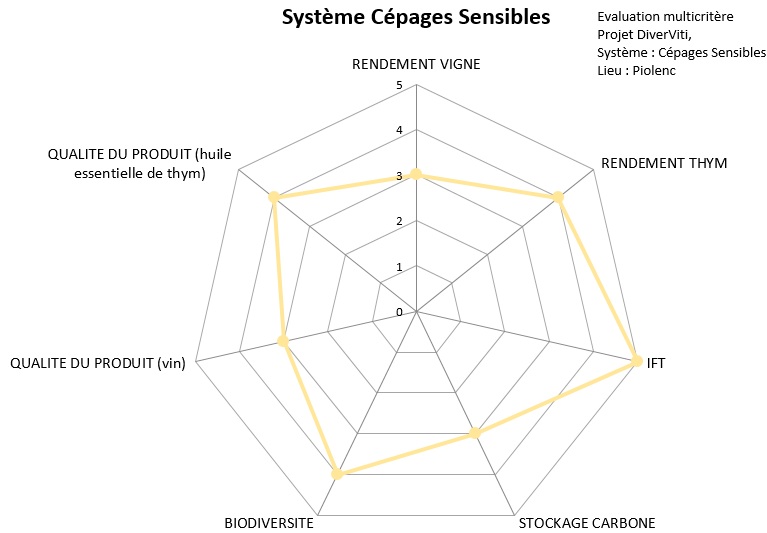 Système Cépages Sensibles
Evaluation multicritère
Projet DiverViti,
Système : Cépages Sensibles
Lieu : Piolenc
RENDEMENT VIGNE
5
4
3
2
1
0
QUALITE DU PRODUIT (huile
essentielle de thym)
RENDEMENT THYM
QUALITE DU PRODUIT (vin)
IFT
BIODIVERSITE
STOCKAGE CARBONE